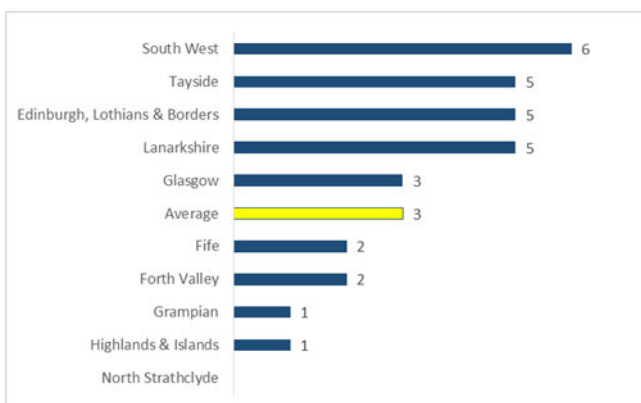 South West 6
Tayside 5
Edinburgh, Lothians & Borders 5
Lanarkshire 5
Glasgow 3
Average 3
Fife 2
Forth Valley 2
Grampian 1
Highlands & Islands 1
North Strathclyde